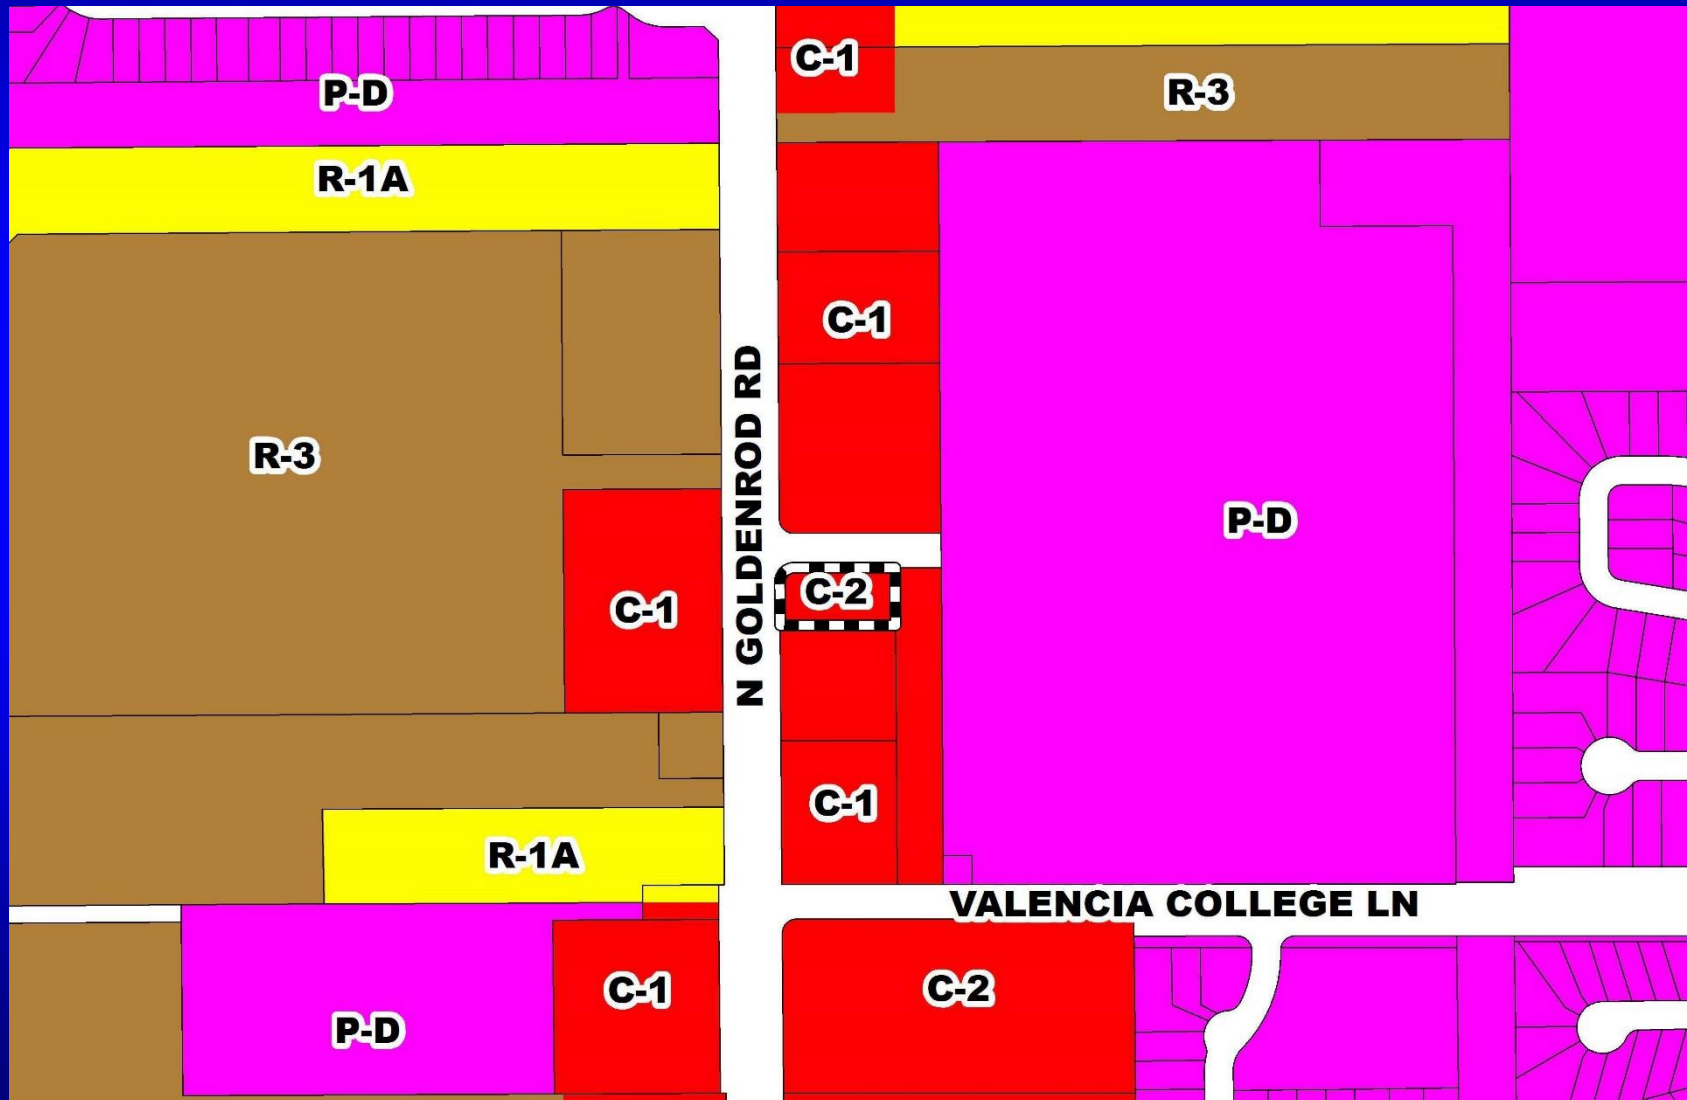 C-1
P-D
R-3
R-1A
C-1
R-3
N GOLDENROD RD
P-D
C-2
C-1
C-1
R-1A
VALENCIA COLLEGE LN
C-1
C-2
P-D